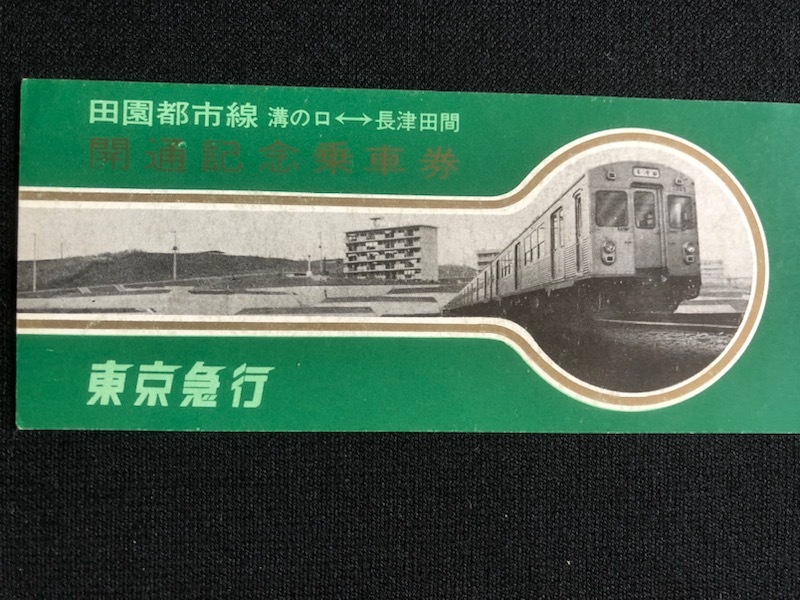 田園都市線 溝の口↔長津田間
開通記念乗車券
東京急行